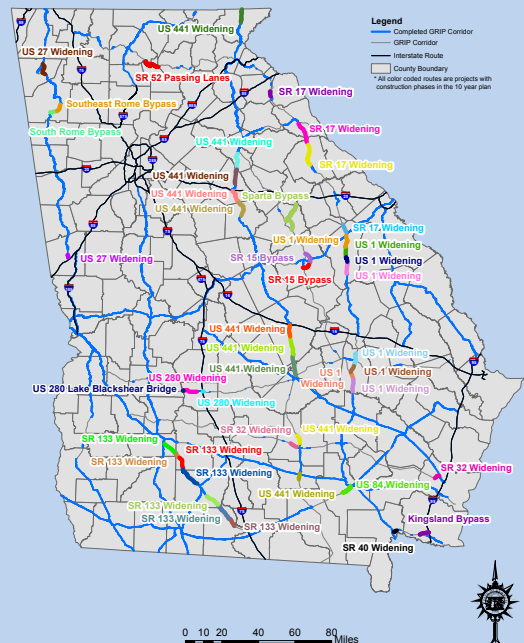 US 441 Widening
Legend
Completed GRIP Corridor
GRIP Corridor
Interstate Route
County Boundary
* All color coded routes are projects with
construction phases in the 10 year plan
US 27 Widening
SR 52 Passing Lanes
SR 17 Widening
Southeast Rome Bypass
South Rome Bypass
SR 17 Widening
US 441 Widening
SR 17 Widening
US 441 Widening
US 441 Widening
Sparta Bypass
US 441 Widening
SR 17 Widening
US 1 Widening
US 1 Widening
US 27 Widening
SR 15 Bypass
US 1 Widening
SR 15 Bypass
US 1 Widening
US 441 Widening
US 441 Widening
US 1 Widening
US 441 Widening
US 1
Widening
US 1 Widening
US 280 Widening
US 280 Lake Blackshear Bridge
US 1 Widening
US 280 Widening
SR 32 Widening
US 441 Widening
SR 133 Widening
SR 133 Widening
SR 133 Widening
SR 32 Widening
SR 133 Widening
US 84 Widening
US 441 Widening
SR 133 Widening
SR 133 Widening
SR 133 Widening
Kingsland Bypass
SR 40 Widening
0 10 20 40 60 80
Miles